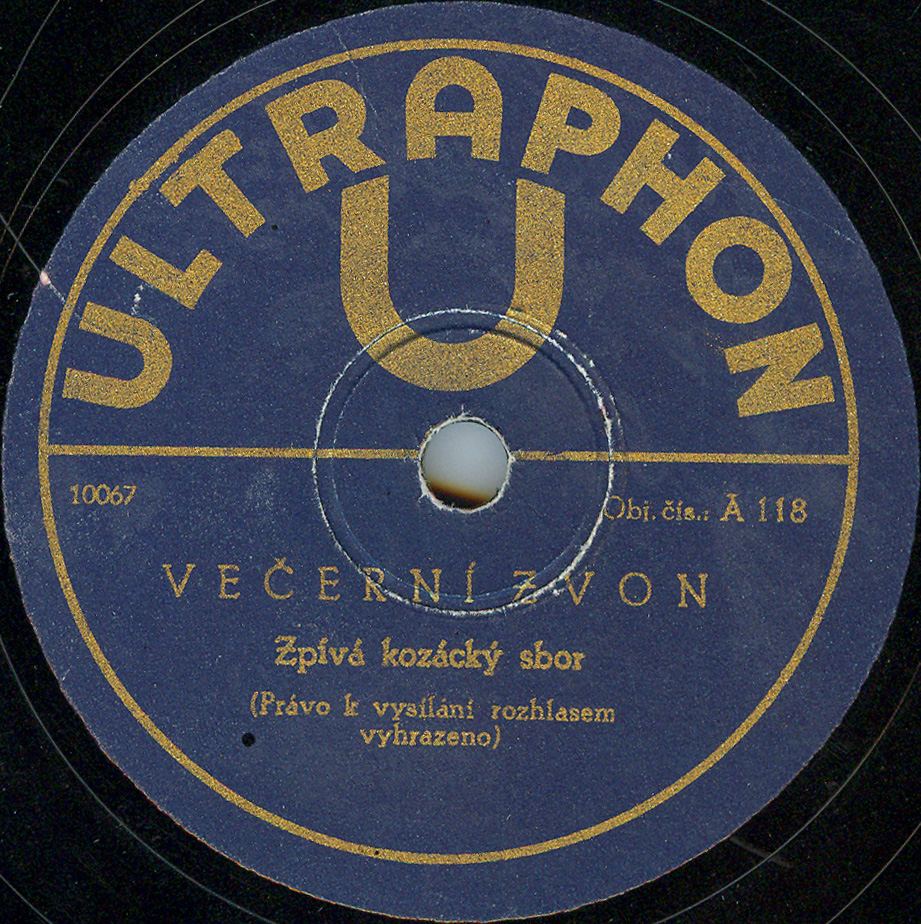 ULTRAPHON
U
10067
Obj. čís.: A 118
VEČERNÍ ZVON
Zpívá kozácký sbor
(Právo k vysílání rozhlasem
vyhrazeno)